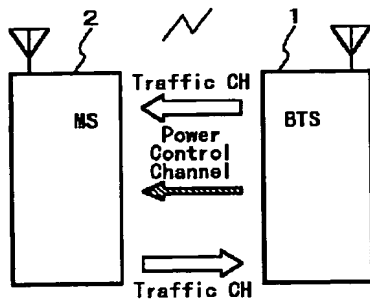 2
1
Traffic CH
MS
BTS
Power
Control
Channel
Traffic CH